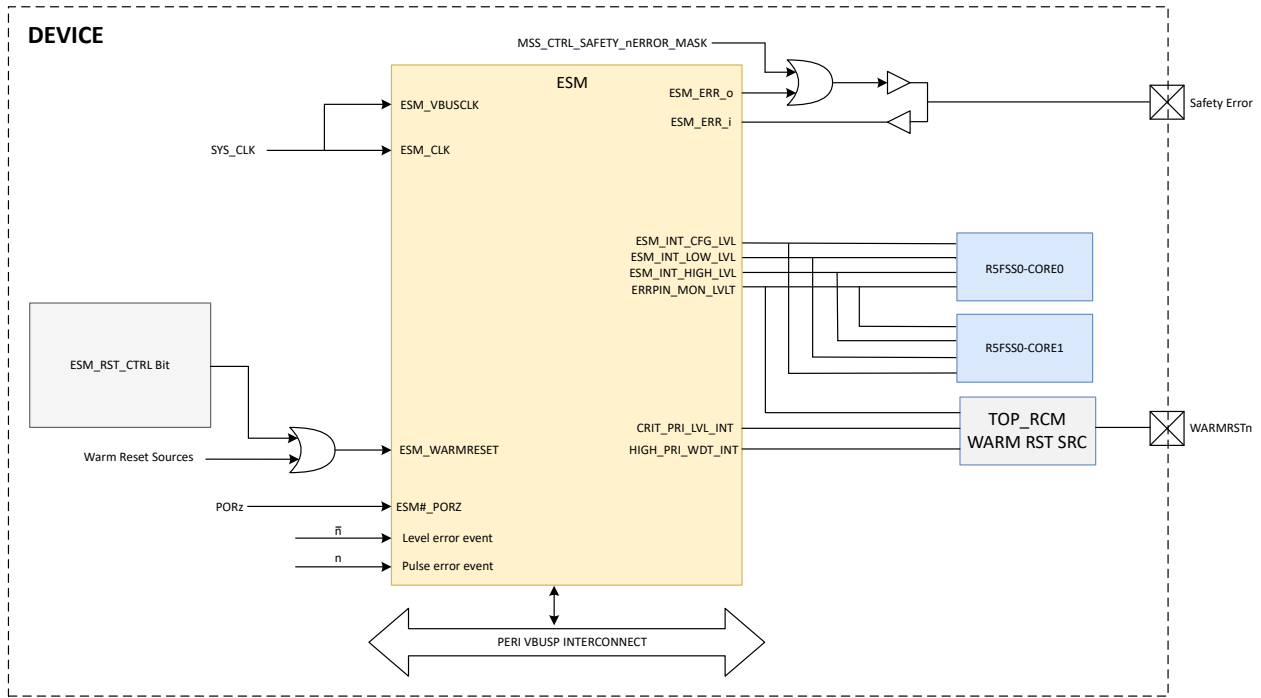 DEVICE
MSS_CTRL_SAFETY_nERROR_MASK
ESM
ESM_ERR_o
ESM_ERR_i
Safety Error
ESM_VBUSCLK
SYS_CLK
ESM_CLK
ESM_INT_CFG_LVL
ESM_INT_LOW_LVL
ESM_INT_HIGH_LVL
ERRPIN_MON_LVLT
R5FSS0-CORE0
R5FSS0-CORE1
ESM_RST_CTRL Bit
TOP_RCM
WARM RST SRC
WARMRSTn
CRIT_PRI_LVL_INT
HIGH_PRI_WDT_INT
Warm Reset Sources
ESM_WARMRESET
PORz
ESM#_PORZ
n̄
Level error event
n
Pulse error event
PERI VBUSP INTERCONNECT